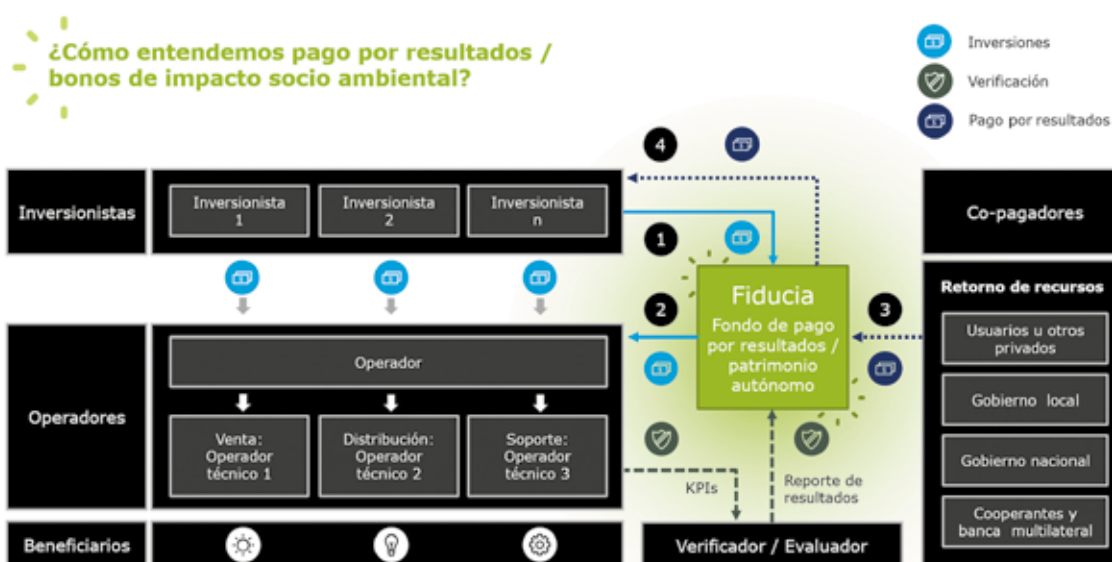 ¿Cómo entendemos pago por resultados /
bonos de impacto socio ambiental?
Inversiones
Verificación
Pago por resultados
4
Inversionistas
Inversionista
1
Inversionista
2
Inversionista
n
1
Co-pagadores
Fiducia
Fondo de pago
por resultados /
patrimonio
autónomo
2
3
Retorno de recursos
Usuarios u otros
privados
Gobierno local
Gobierno nacional
Cooperantes y
banca multilateral
Operadores
Operador
Venta:
Operador
técnico 1
Distribución:
Operador
técnico 2
Soporte:
Operador
técnico 3
KPIs
Reporte de
resultados
Beneficiarios
Verificador / Evaluador